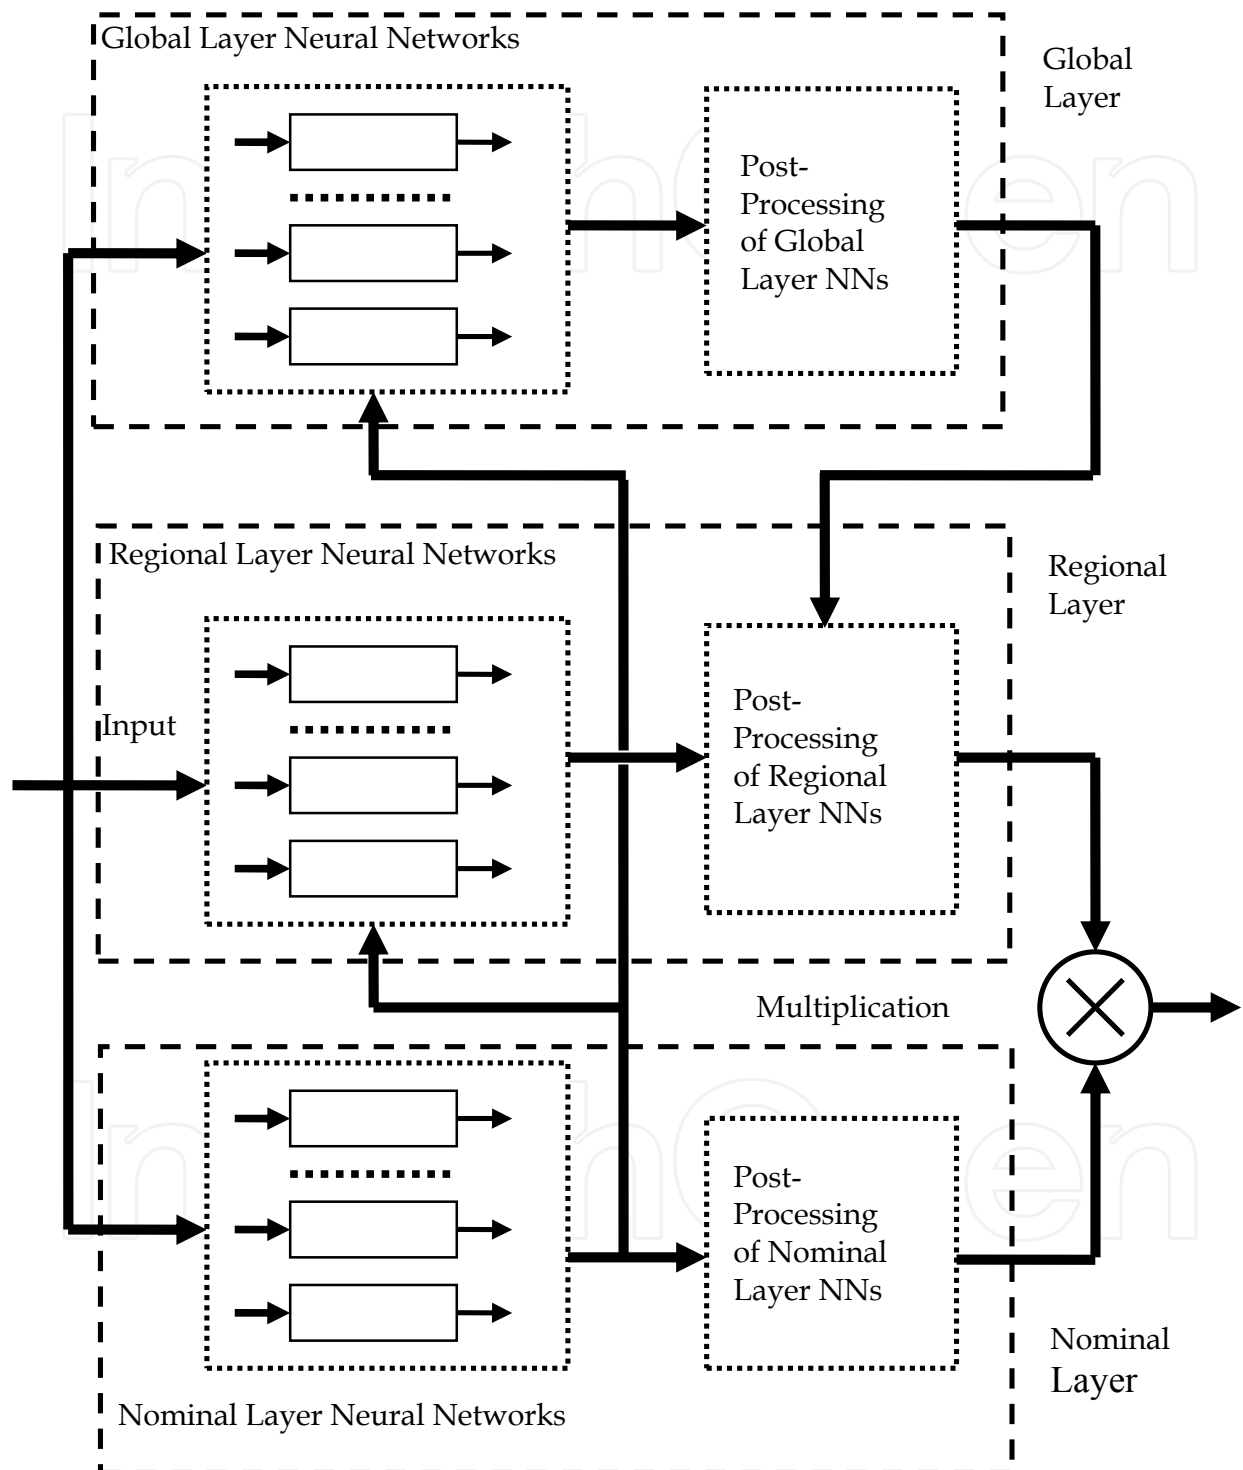 Global Layer Neural Networks
Global
Layer
Post-
Processing
of Global
Layer NNs
Regional Layer Neural Networks
Regional
Layer
Input
Post-
Processing
of Regional
Layer NNs
Multiplication
Post-
Processing
of Nominal
Layer NNs
Nominal
Layer
Nominal Layer Neural Networks